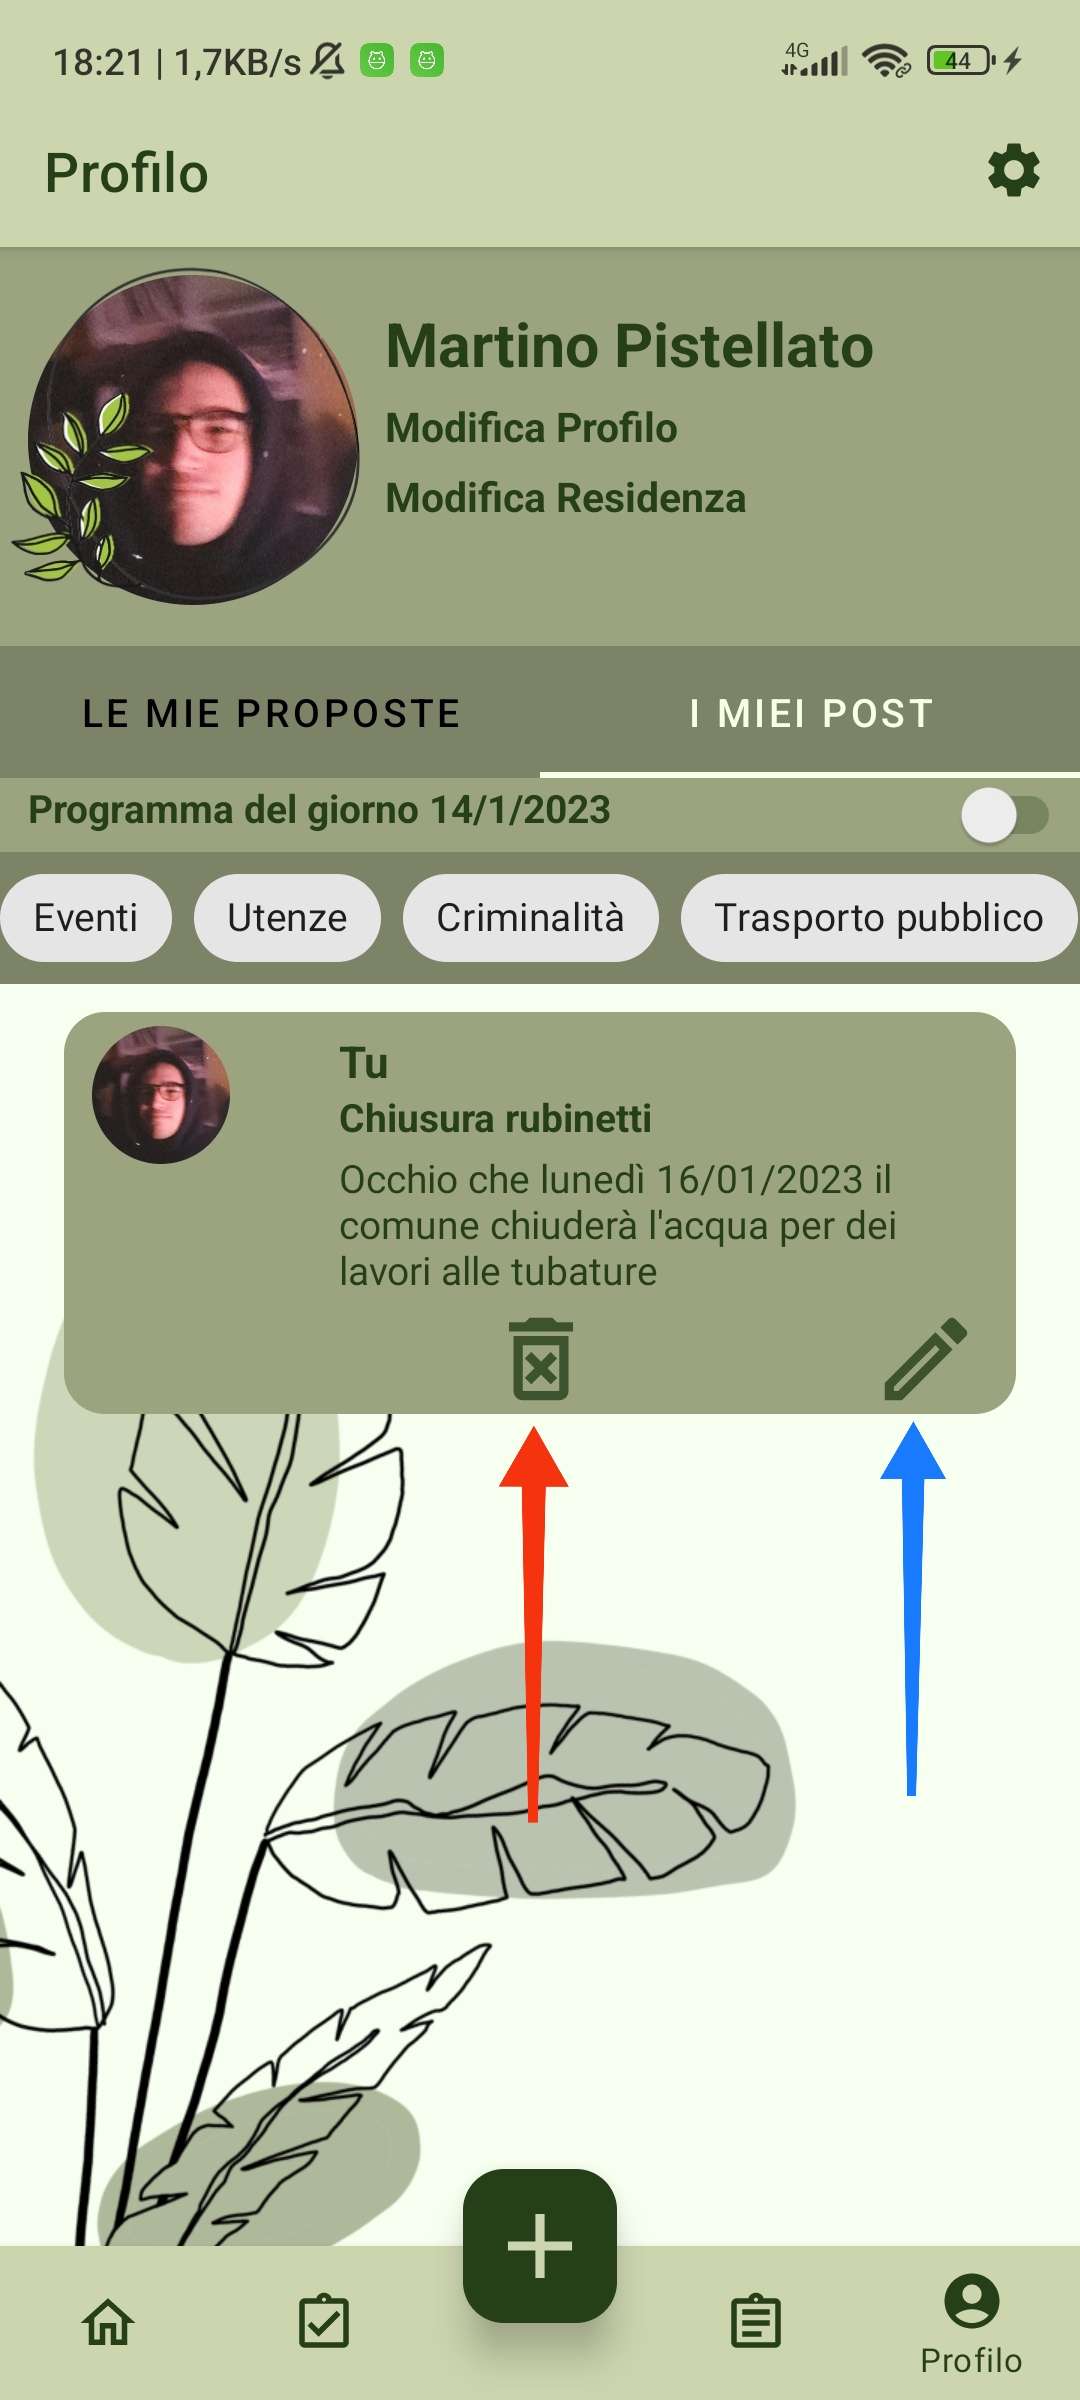 18:21 | 1,7KB/s 4G 44
Profilo
Martino Pistellato
Modifica Profilo
Modifica Residenza
LE MIE PROPOSTE I MIEI POST
Programma del giorno 14/1/2023
Eventi Utenze Criminalità Trasporto pubblico
Tu
Chiusura rubinetti
Occhio che lunedì 16/01/2023 il
comune chiuderà l'acqua per dei
lavori alle tubature
Profilo